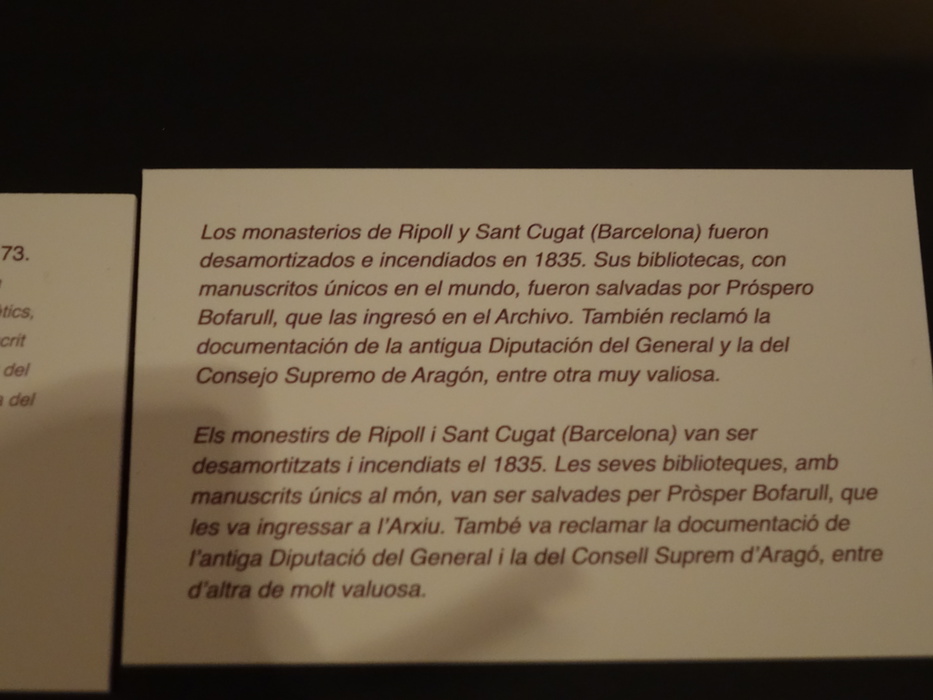 73.
tics,
crit
del
del
Los monasterios de Ripoll y Sant Cugat (Barcelona) fueron
desamortizados e incendiados en 1835. Sus bibliotecas, con
manuscritos únicos en el mundo, fueron salvadas por Próspero
Bofarull, que las ingresó en el Archivo. También reclamó la
documentación de la antigua Diputación del General y la del
Consejo Supremo de Aragón, entre otra muy valiosa.
Els monestirs de Ripoll i Sant Cugat (Barcelona) van ser
desamortitzats i incendiats el 1835. Les seves biblioteques, amb
manuscrits únics al món, van ser salvades per Pròsper Bofarull, que
les va ingressar a l'Arxiu. També va reclamar la documentació de
l'antiga Diputació del General i la del Consell Suprem d'Aragó, entre
d'altra de molt valuosa.